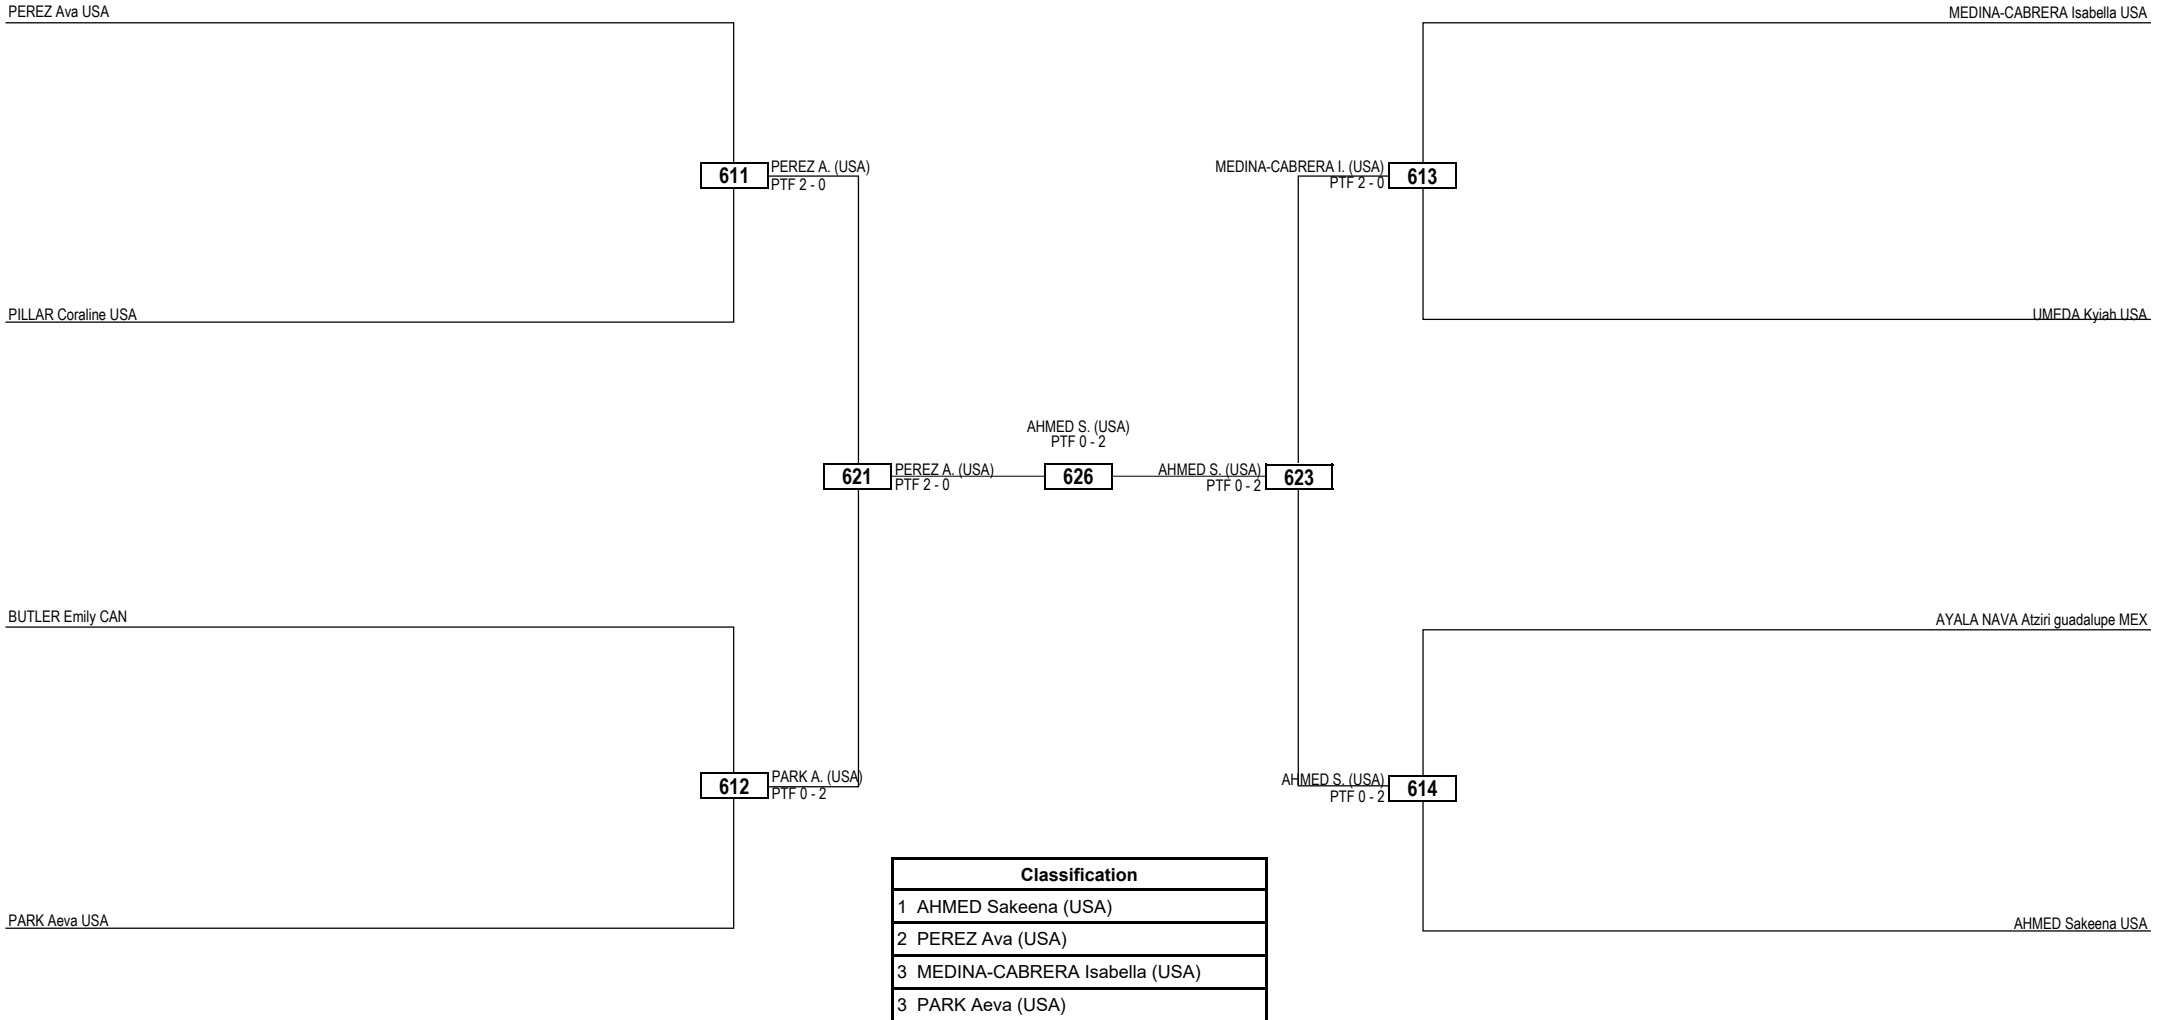 PEREZ Ava USA
MEDINA-CABRERA Isabella USA
611
PEREZ A. (USA)
PTF 2 - 0
MEDINA-CABRERA I. (USA)
PTF 2 - 0
613
PILLAR Coraline USA
UMEDA Kyiah USA
AHMED S. (USA)
PTF 0 - 2
621
PEREZ A. (USA)
PTF 2 - 0
626
AHMED S. (USA)
PTF 0 - 2
623
BUTLER Emily CAN
AYALA NAVA Atziri guadalupe MEX
612
PARK A. (USA)
PTF 0 - 2
AHMED S. (USA)
PTF 0 - 2
614
PARK Aeva USA
AHMED Sakeena USA
Classification
1 AHMED Sakeena (USA)
2 PEREZ Ava (USA)
3 MEDINA-CABRERA Isabella (USA)
3 PARK Aeva (USA)